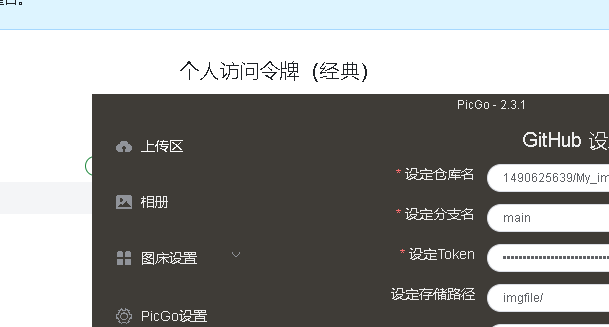 个人访问令牌（经典）
PicGo - 2.3.1
GitHub 设
上传区
* 设定仓库名
1490625639/My_im
相册
* 设定分支名
main
图床设置
* 设定Token
设定存储路径
imgfile/
PicGo设置